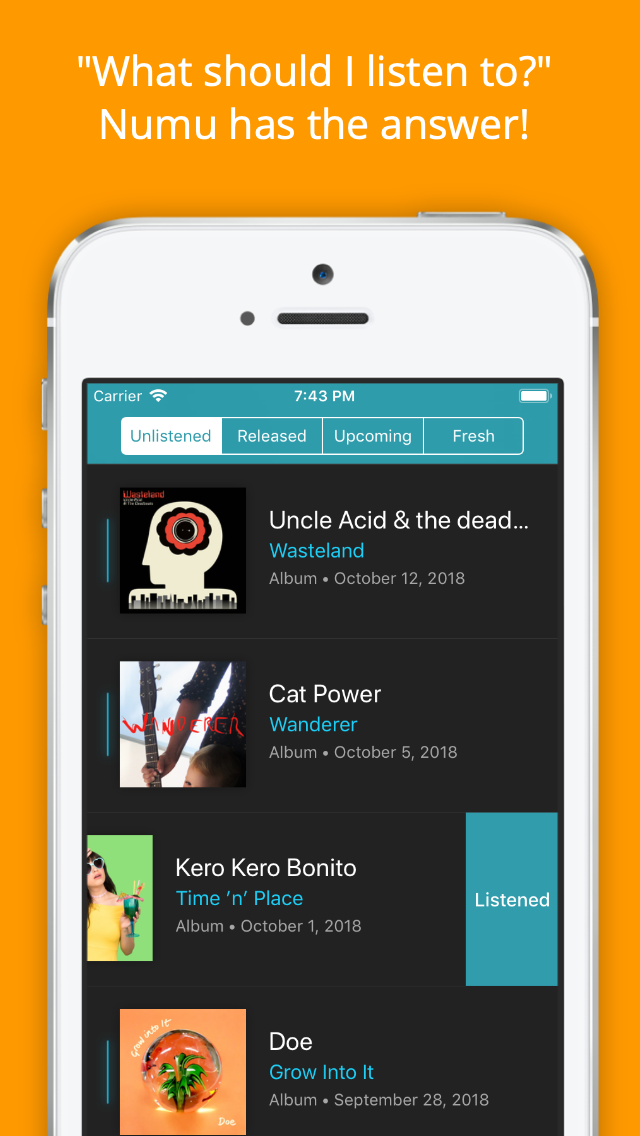 "What should I listen to?"
Numu has the answer!
Carrier 7:43 PM
Unlistened Released Upcoming Fresh
Wasteland
Uncle Acid
& The Deadbeats
Uncle Acid & the dead...
Wasteland
Album • October 12, 2018
WANDERER
Cat Power
Wanderer
Album • October 5, 2018
Kero Kero Bonito
Time ’n’ Place
Album • October 1, 2018
Listened
Grow into It
Doe
Doe
Grow Into It
Album • September 28, 2018